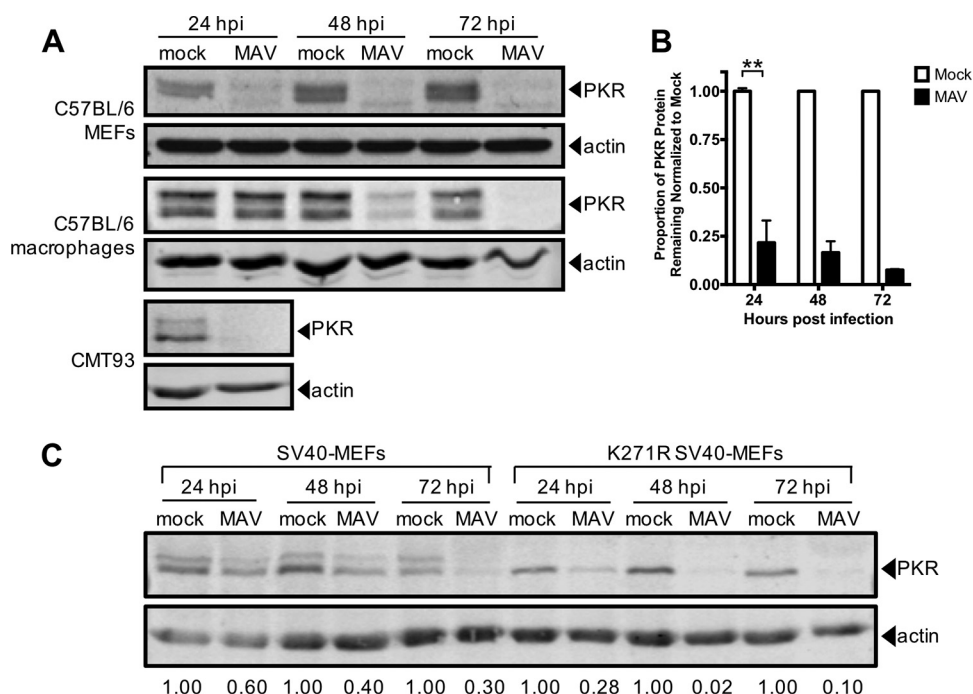 A
24 hpi 48 hpi 72 hpi
mock MAV mock MAV mock MAV
C57BL/6
MEFs
PKR
actin
C57BL/6
macrophages
PKR
actin
CMT93
PKR
actin
B
Proportion of PKR Protein
Remaining Normalized to Mock
**
Mock
MAV
1.00
0.75
0.50
0.25
0.00
24 48 72
Hours post infection
C
SV40-MEFs K271R SV40-MEFs
24 hpi 48 hpi 72 hpi 24 hpi 48 hpi 72 hpi
mock MAV mock MAV mock MAV mock MAV mock MAV mock MAV
PKR
actin
1.00 0.60 1.00 0.40 1.00 0.30 1.00 0.28 1.00 0.02 1.00 0.10